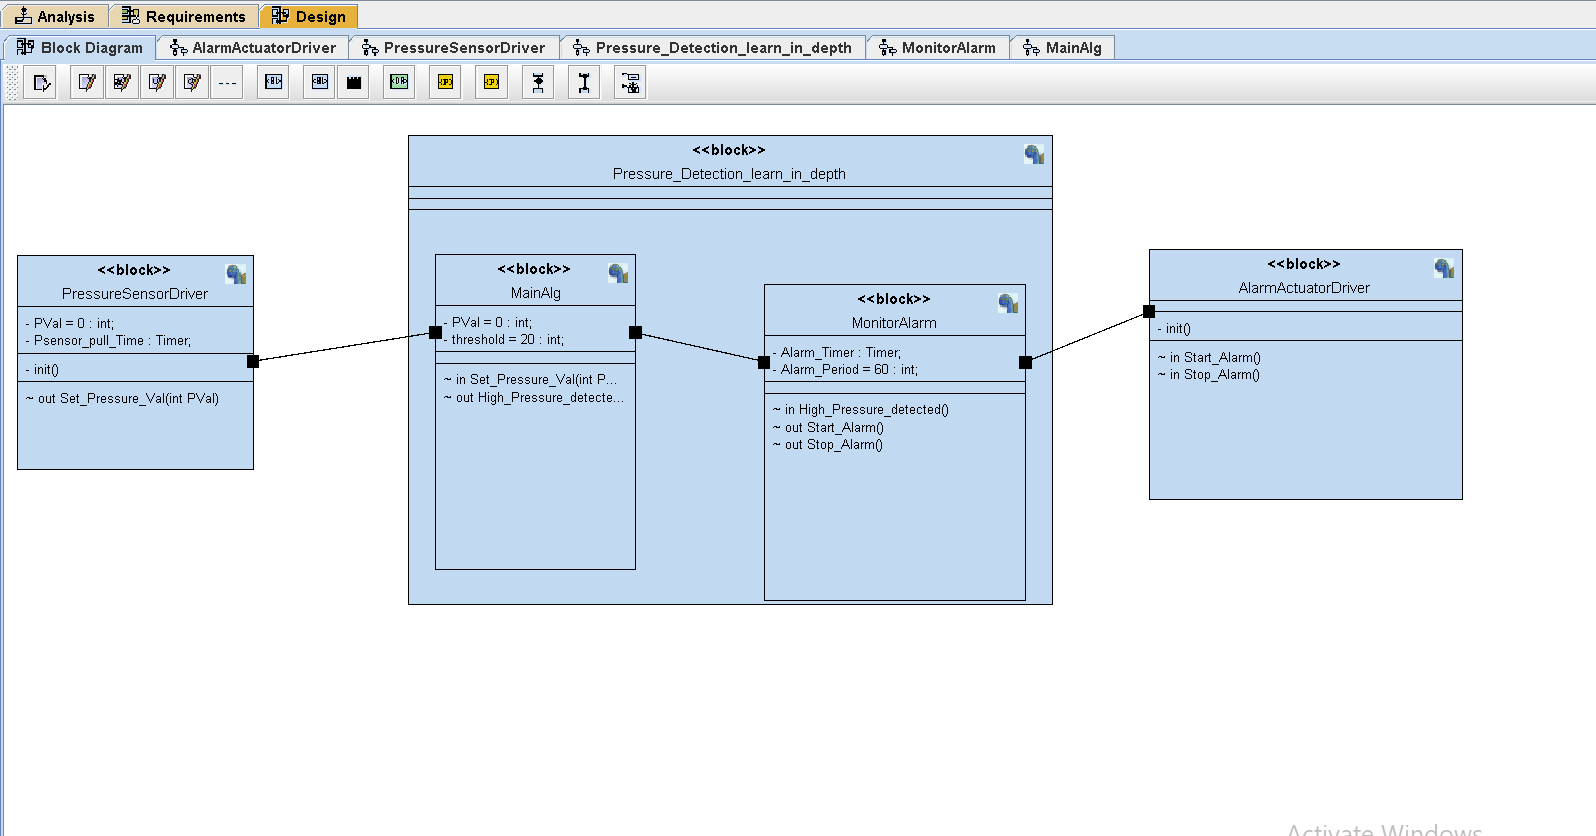 Analysis
Requirements
Design
Block Diagram
AlarmActuatorDriver
PressureSensorDriver
Pressure_Detection_learn_in_depth
MonitorAlarm
MainAlg
<<block>>
Pressure_Detection_learn_in_depth
<<block>>
PressureSensorDriver
- PVal = 0 : int;
- Psensor_pull_Time : Timer;
- init()
~ out Set_Pressure_Val(int PVal)
<<block>>
MainAlg
- PVal = 0 : int;
- threshold = 20 : int;
~ in Set_Pressure_Val(int P...
~ out High_Pressure_detecte...
<<block>>
MonitorAlarm
- Alarm_Timer : Timer;
- Alarm_Period = 60 : int;
~ in High_Pressure_detected()
~ out Start_Alarm()
~ out Stop_Alarm()
<<block>>
AlarmActuatorDriver
- init()
~ in Start_Alarm()
~ in Stop_Alarm()
Activate Windows